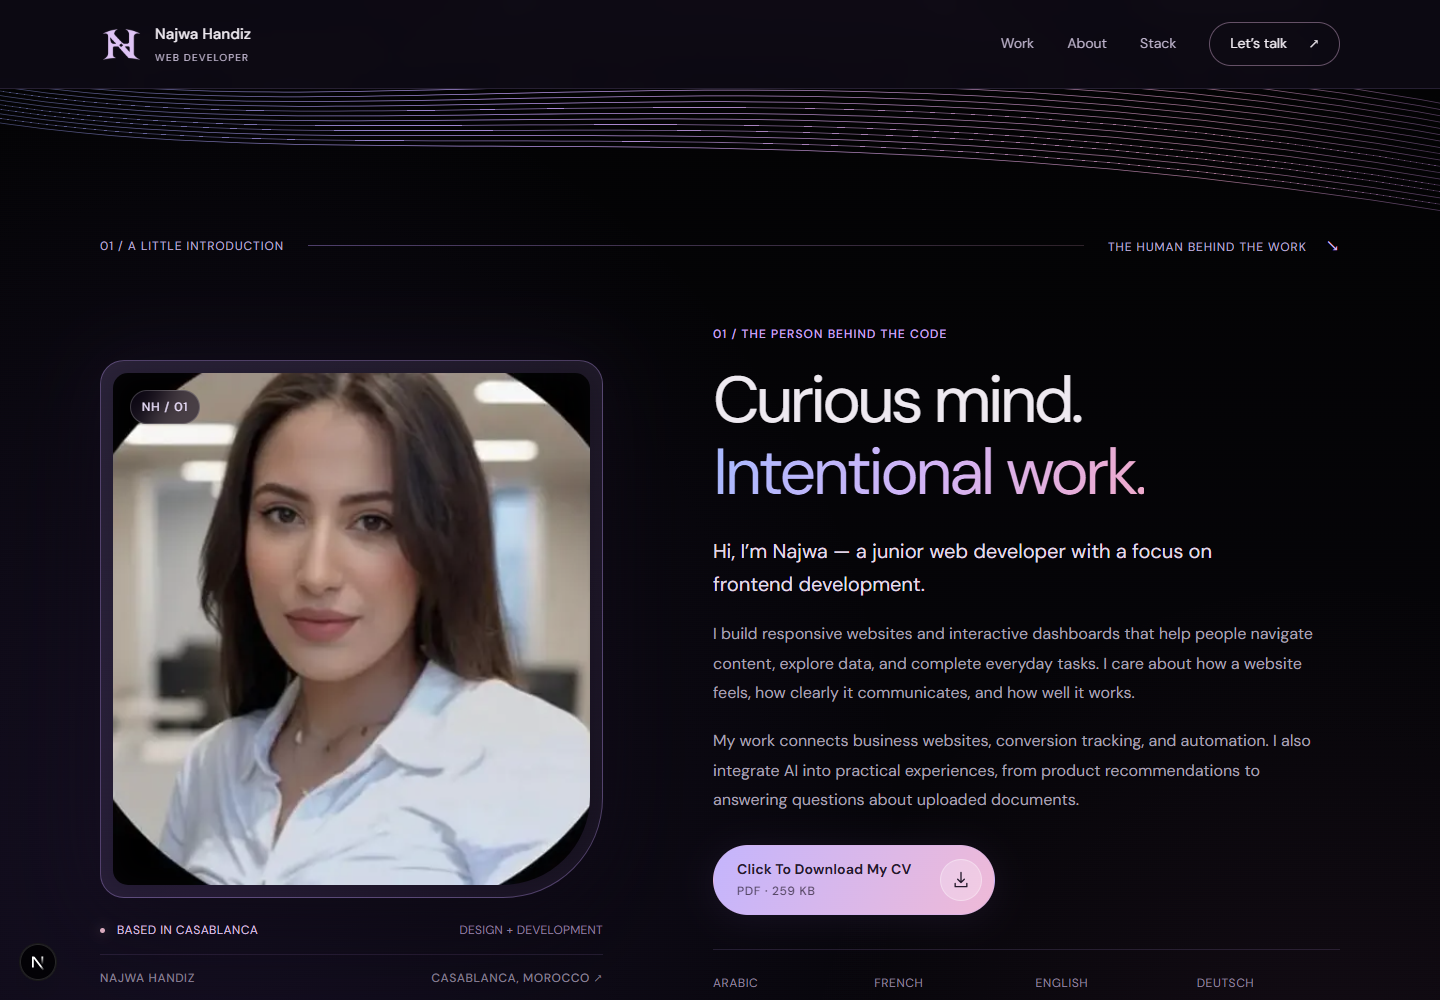 N
Najwa Handiz
WEB DEVELOPER
Work
About
Stack
Let’s talk ↗
01 / A LITTLE INTRODUCTION
THE HUMAN BEHIND THE WORK ↘
NH / 01
01 / THE PERSON BEHIND THE CODE
Curious mind.
Intentional work.
Hi, I’m Najwa — a junior web developer with a focus on
frontend development.
I build responsive websites and interactive dashboards that help people navigate
content, explore data, and complete everyday tasks. I care about how a website
feels, how clearly it communicates, and how well it works.
My work connects business websites, conversion tracking, and automation. I also
integrate AI into practical experiences, from product recommendations to
answering questions about uploaded documents.
Click To Download My CV
PDF · 259 KB
BASED IN CASABLANCA
DESIGN + DEVELOPMENT
NAJWA HANDIZ
CASABLANCA, MOROCCO ↗
ARABIC
FRENCH
ENGLISH
DEUTSCH
N